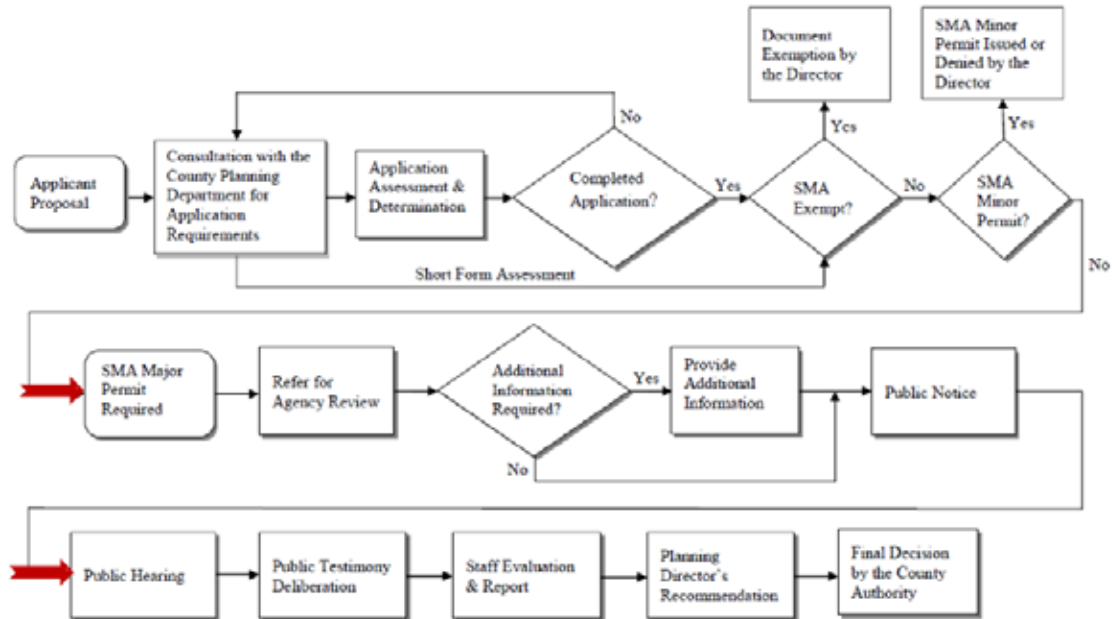 Document
Exemption by
the Director
SMA Minor
Permit Issued or
Denied by the
Director
No
Yes
Yes
Applicant
Proposal
Consultation with the
County Planning
Department for
Application
Requirements
Application
Assessment &
Determination
Completed
Application?
Yes
SMA
Exempt?
No
SMA
Minor
Permit?
Short Form Assessment
No
SMA Major
Permit
Required
Refer for
Agency Review
Additional
Information
Required?
Yes
Provide
Additional
Information
Public Notice
No
Public Hearing
Public Testimony
Deliberation
Staff Evaluation
& Report
Planning
Director`s
Recommendation
Final Decision
by the County
Authority